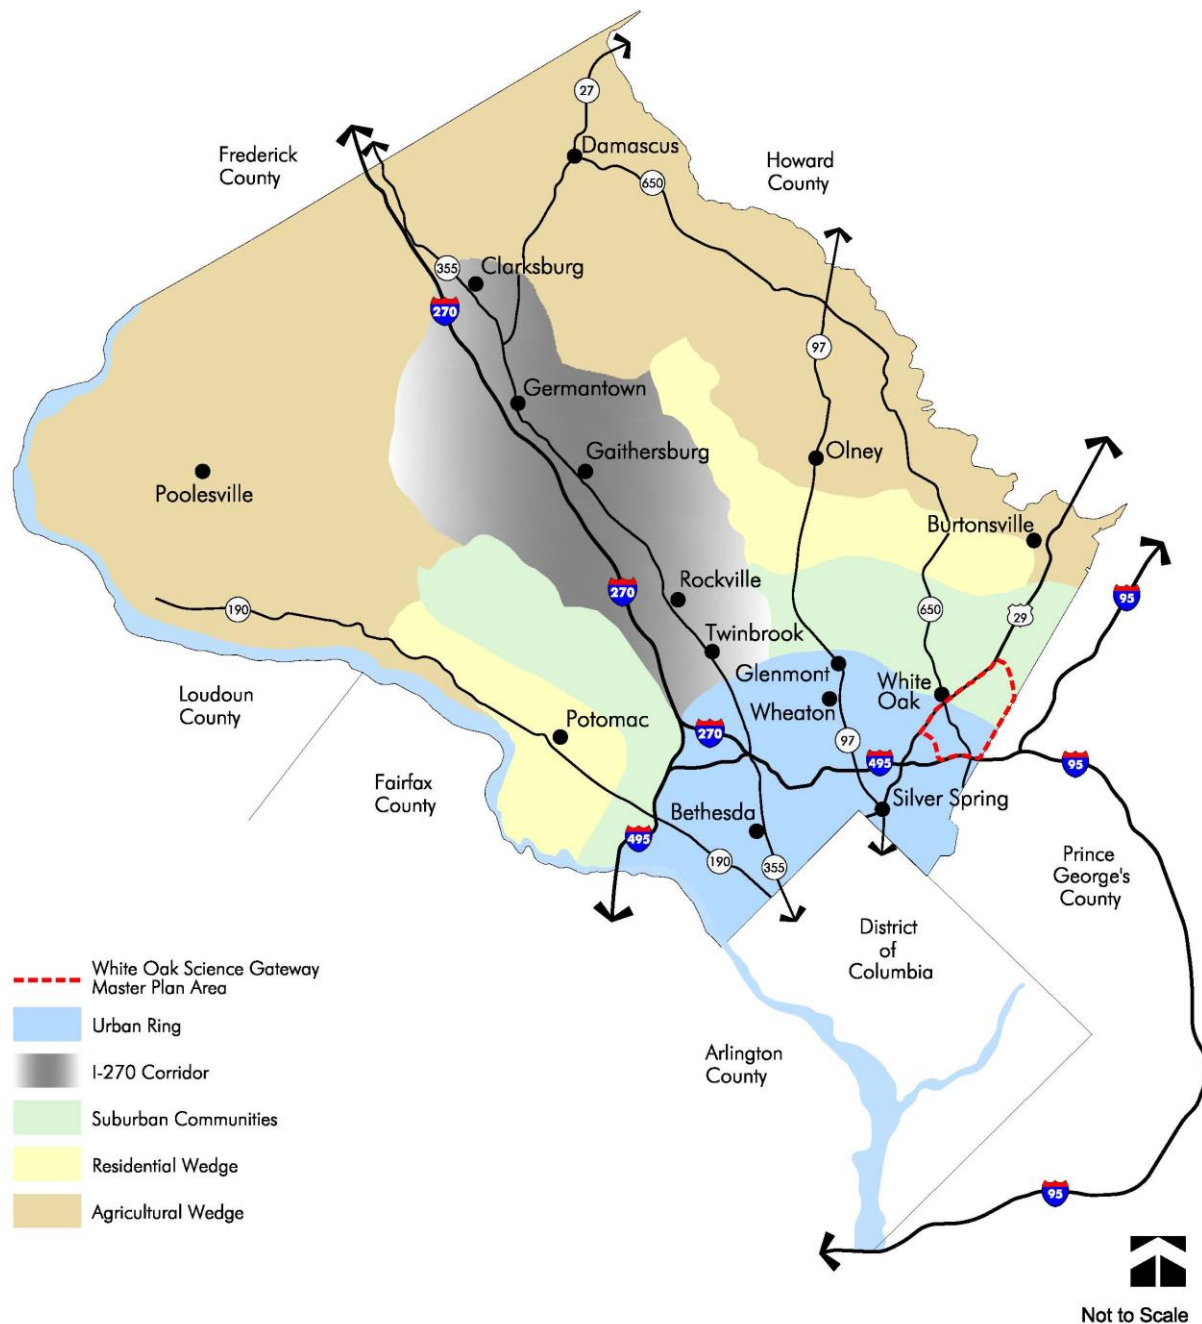 27
Damascus
Frederick
County
Howard
County
650
355
Clarksburg
270
97
Germantown
Gaithersburg
Olney
Poolesville
Burtonsville
270
Rockville
95
190
650
29
Twinbrook
Glenmont
White
Oak
Loudoun
County
Wheaton
Potomac
270
97
495
95
Fairfax
County
Silver Spring
Bethesda
495
190
355
Prince
George's
County
District
of
Columbia
White Oak Science Gateway
Master Plan Area
Urban Ring
I-270 Corridor
Arlington
County
Suburban Communities
Residential Wedge
95
Agricultural Wedge
Not to Scale